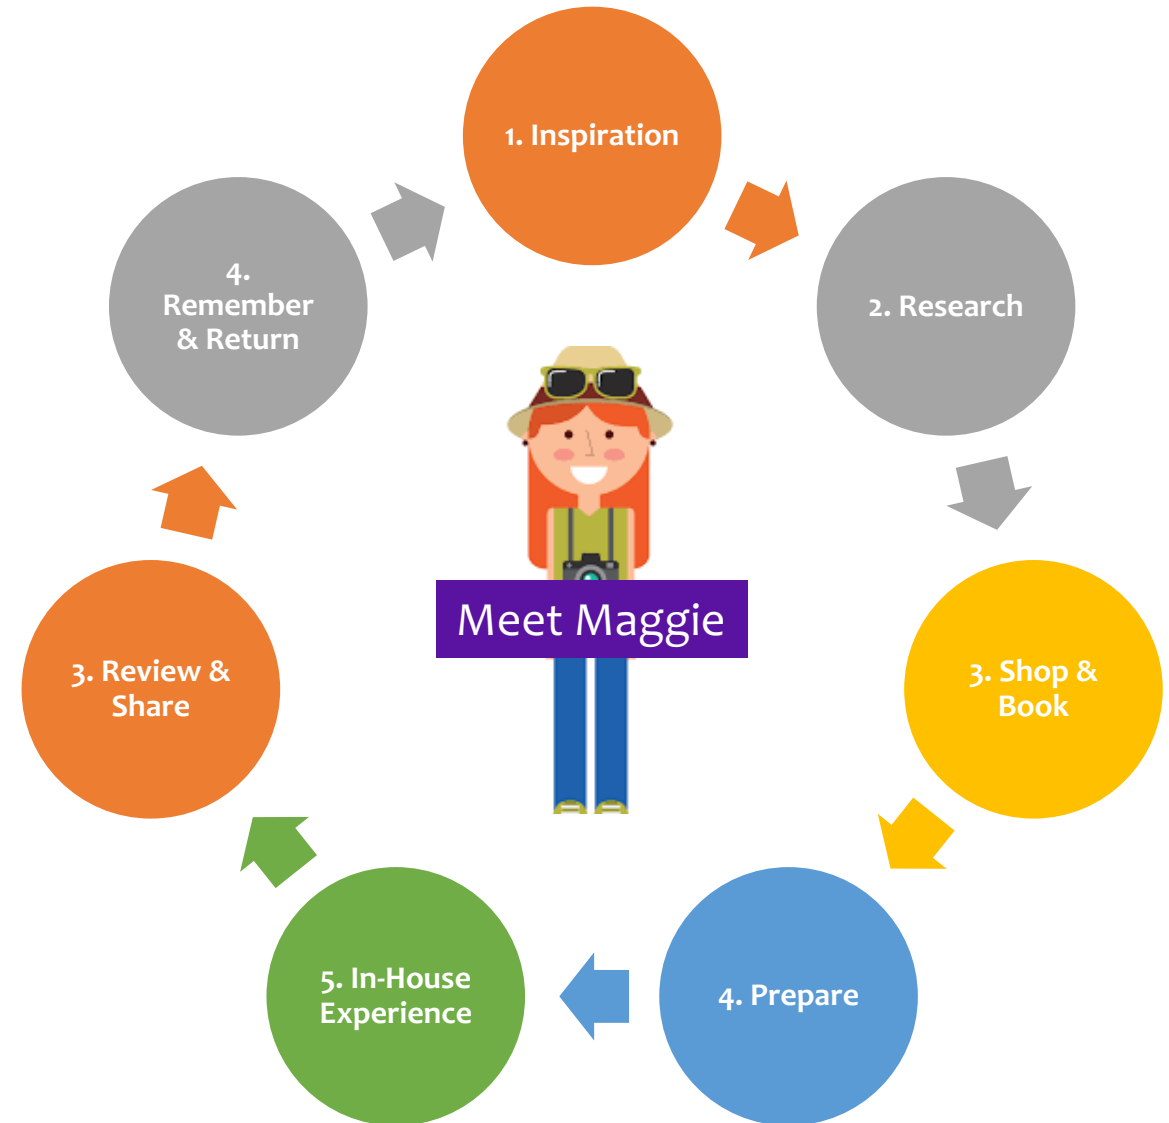 1. Inspiration
2. Research
3. Shop &
Book
4. Prepare
5. In-House
Experience
3. Review &
Share
4.
Remember
& Return
Meet Maggie